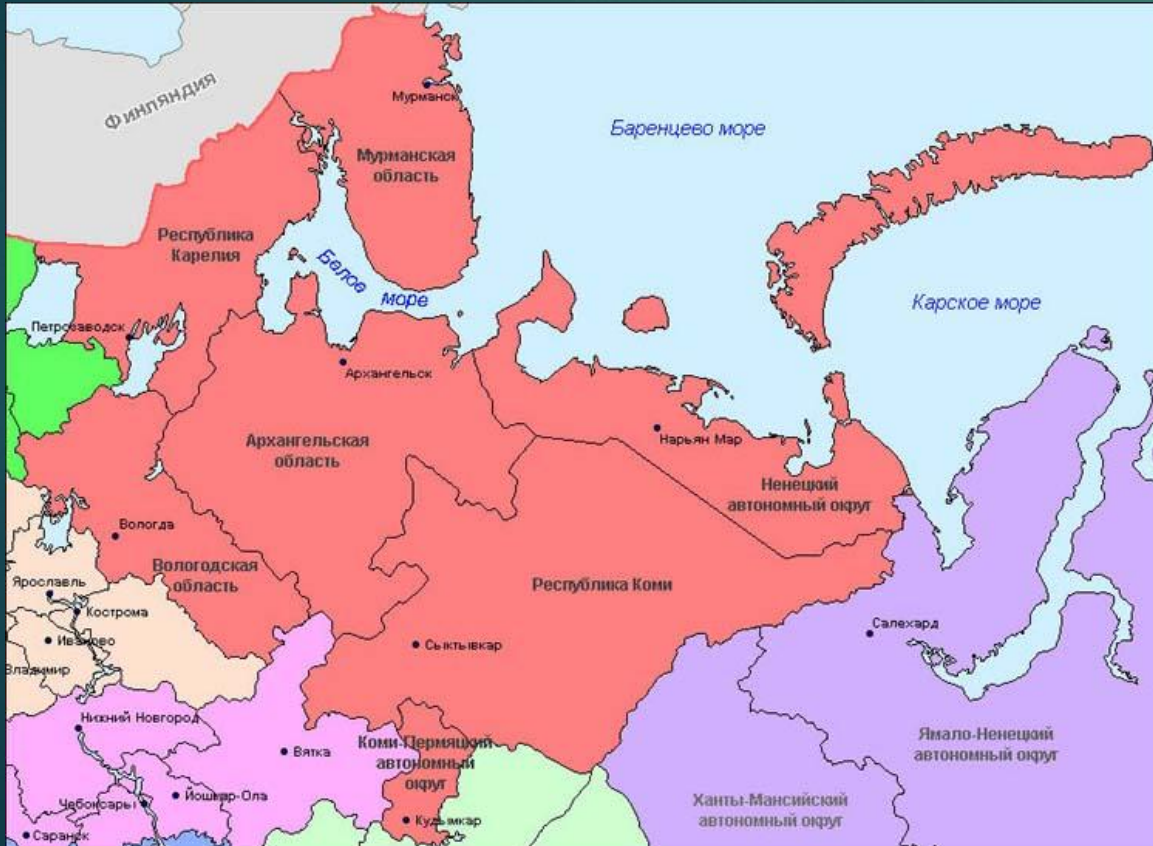 Финляндия
Мурманск
Мурманская
область
Баренцево море
Республика
Карелия
Белое море
Карское море
Петрозаводск
Архангельск
Архангельская
область
Нарьян Мар
Ненецкий
автономный округ
Вологда
Вологодская
область
Республика Коми
Ярославль
Кострома
Иваново
Владимир
Сыктывкар
Салехард
Нижний Новгород
Вятка
Коми-Пермяцкий
автономный
округ
Ямало-Ненецкий
автономный округ
Чебоксары
Йошкар-Ола
Ханты-Мансийский
автономный округ
Саранск
Кудымкар